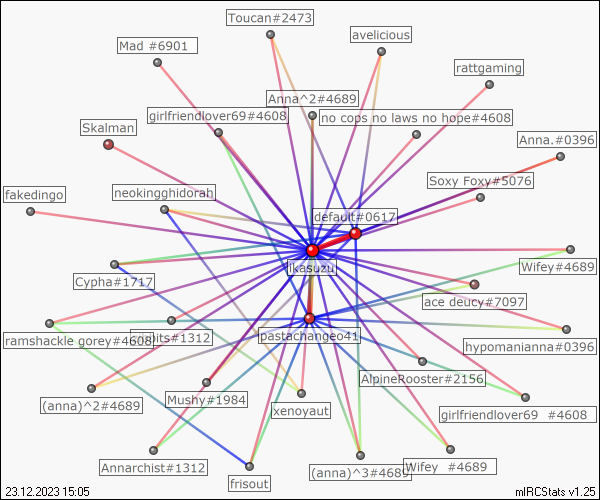 Toucan#2473
avelicious
Mad #6901
rattgaming
Anna^2#4689
girlfriendlover69#4608
no cops no laws no hope#4608
Skalman
Anna.#0396
Soxy Foxy#5076
fakedingo
neokingghidorah
default#0617
ikasuzu
Wifey#4689
Cypha#1717
ace decry#7097
ramshackle gorey#4608
#1312
pastachangeo41
hypomanianna#0396
AlpineRooster#2156
(anna)^2#4689
Mushy#1984
xenoyaut
girlfriendlover69 #4608
Annarchist#1312
(anna)^3#4689
Wifey #4689
frisout
23.12.2023 15:05
mIRCStats v1.25